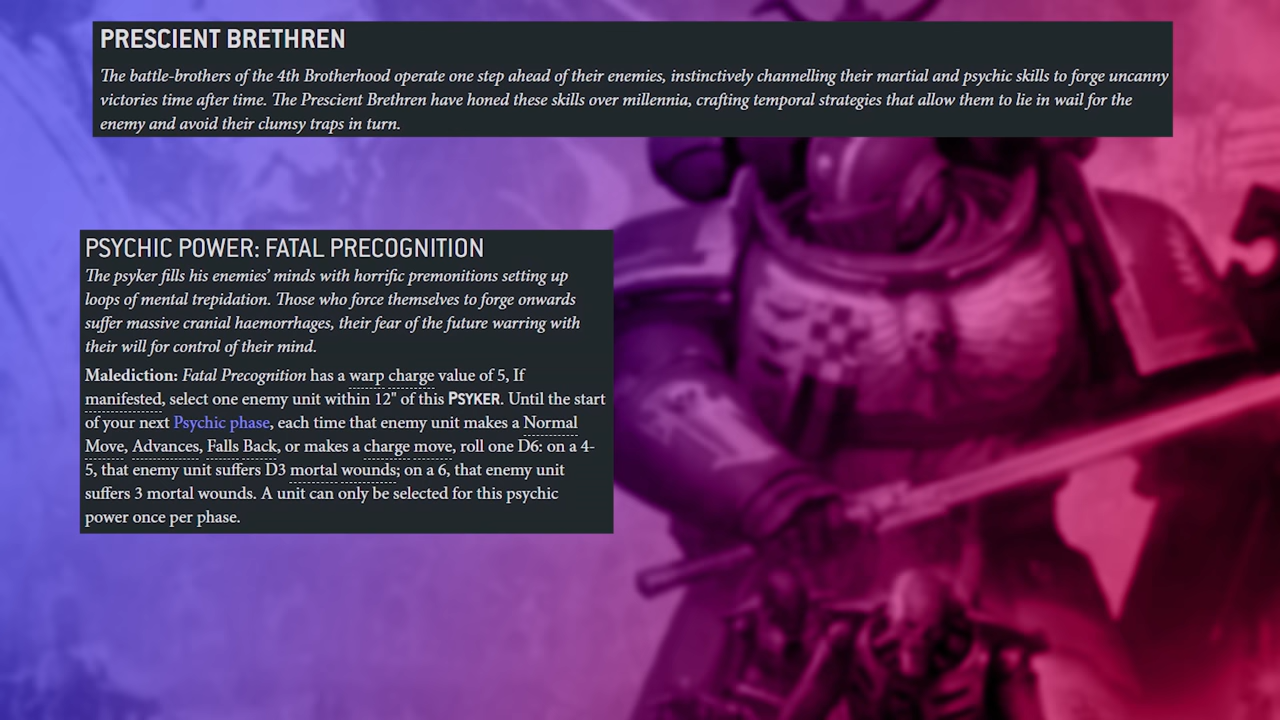 PRESCIENT BRETHREN
The battle-brothers of the 4th Brotherhood operate one step ahead of their enemies, instinctively channelling their martial and psychic skills to forge uncanny
victories time after time. The Prescient Brethren have honed these skills over millennia, crafting temporal strategies that allow them to lie in wait for the
enemy and avoid their clumsy traps in turn.
PSYCHIC POWER: FATAL PRECOGNITION
The psyker fills his enemies' minds with horrific premonitions setting up
loops of mental trepidation. Those who force themselves to forge onwards
suffer massive cranial haemorrhages, their fear of the future warring with
their will for control of their mind.
Malediction: Fatal Precognition has a warp charge value of 5, If
manifested, select one enemy unit within 12" of this PSYKER. Until the start
of your next Psychic phase, each time that enemy unit makes a Normal
Move, Advances, Falls Back, or makes a charge move, roll one D6: on a 4-
5, that enemy unit suffers D3 mortal wounds; on a 6, that enemy unit
suffers 3 mortal wounds. A unit can only be selected for this psychic
power once per phase.